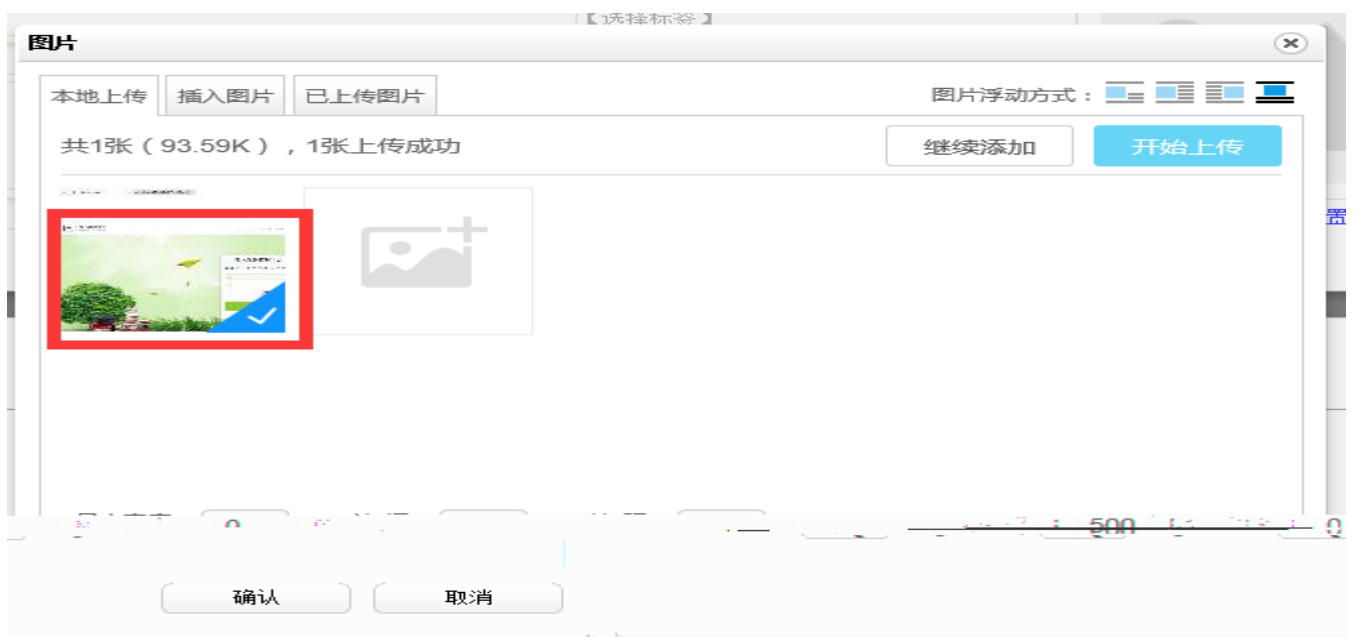 【选择标签】
图片
本地上传 插入图片 已上传图片 图片浮动方式：
共1张（93.59K），1张上传成功 继续添加 开始上传
置
500
确认 取消